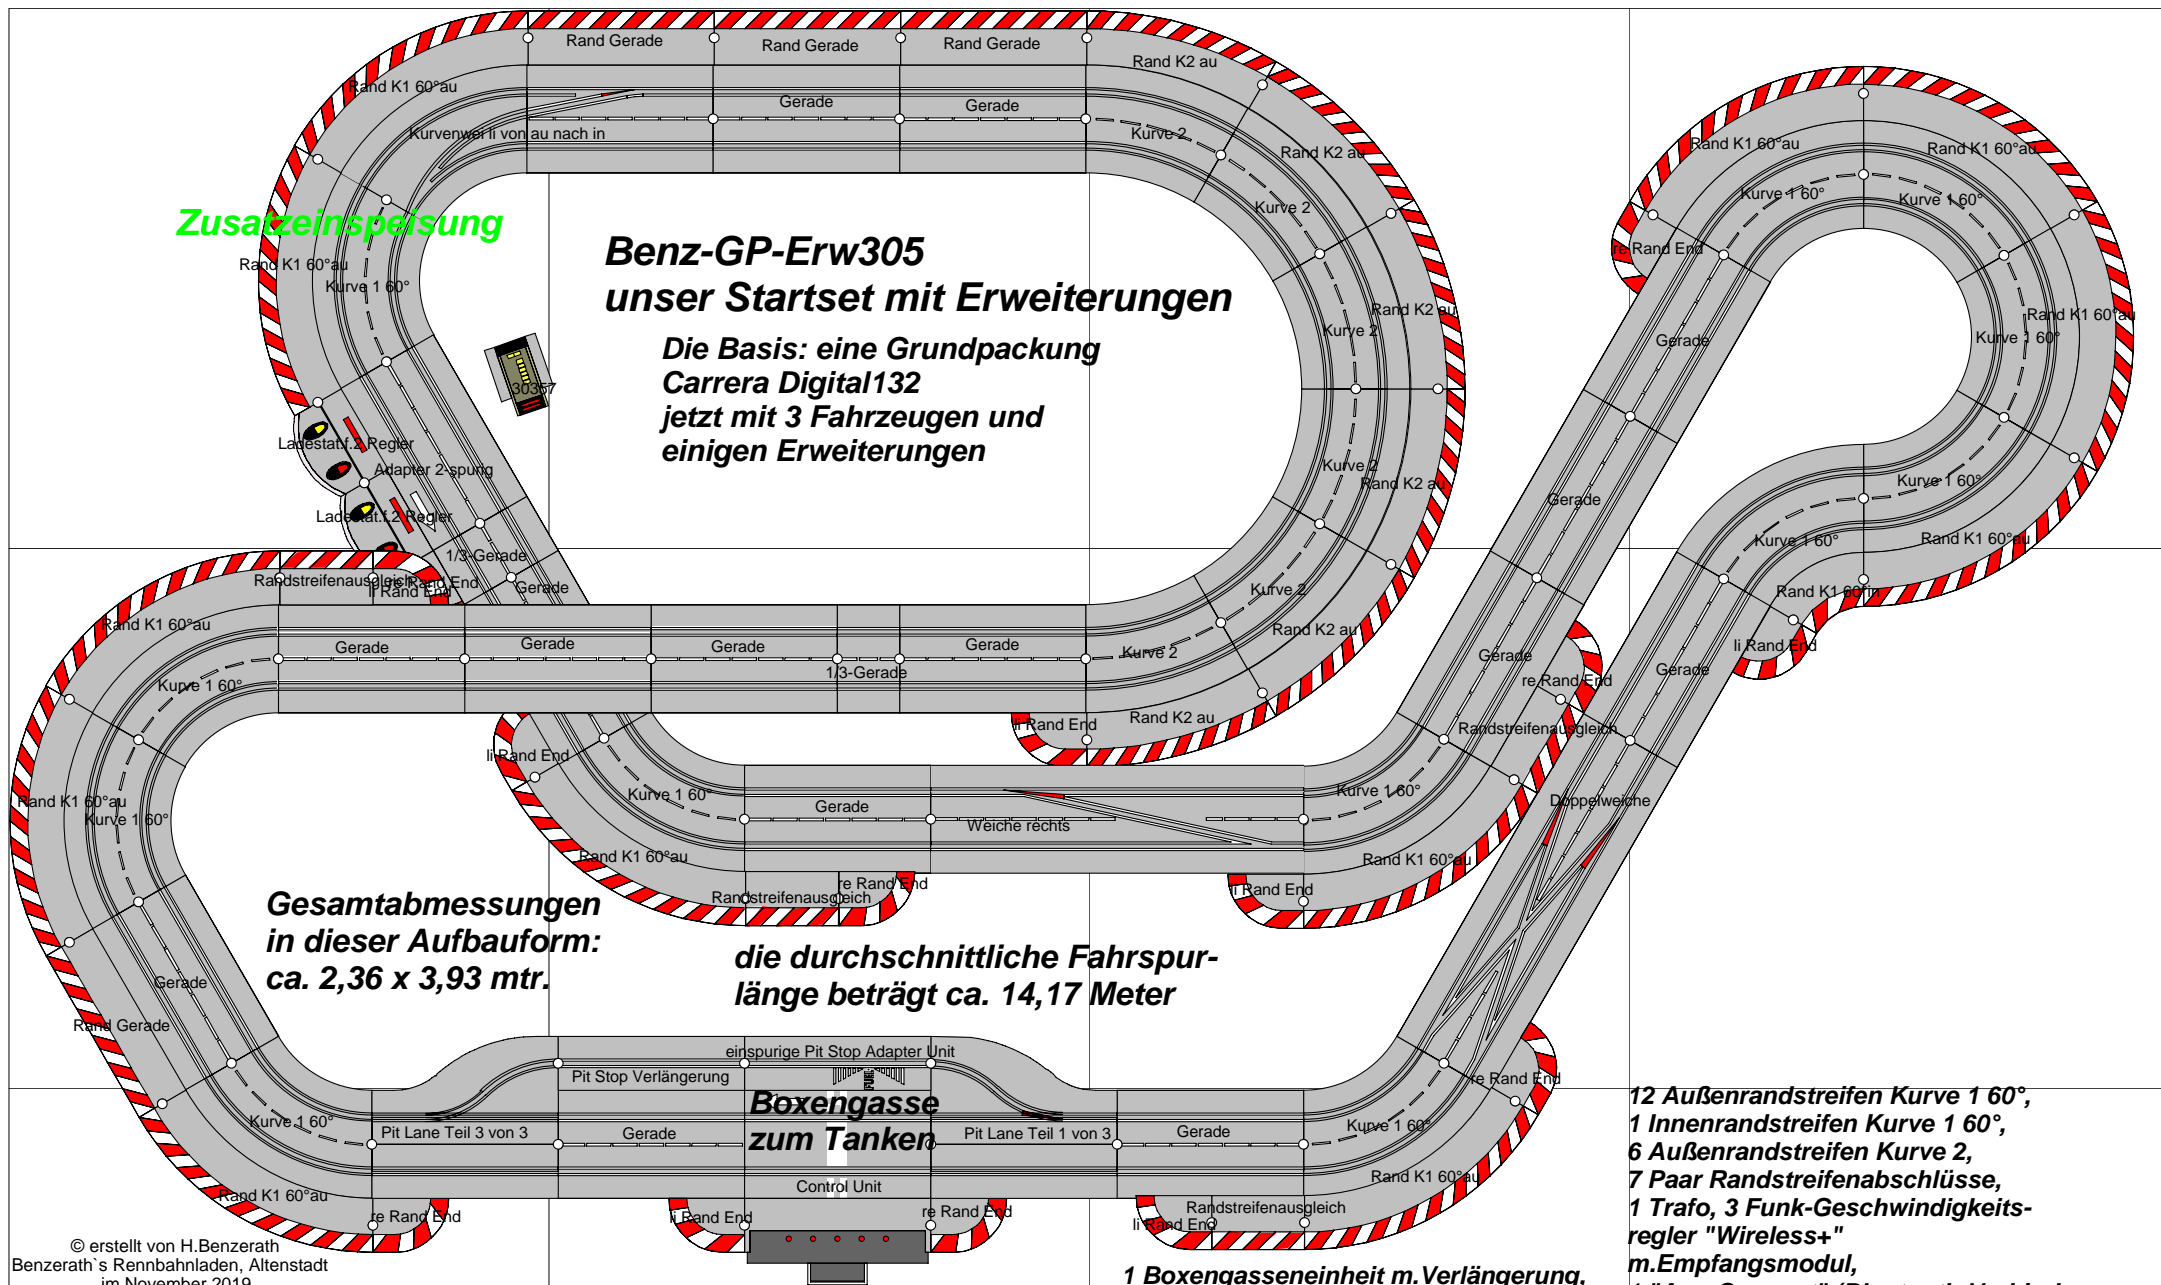 Rand Gerade
Rand Gerade
Rand Gerade
Rand K2 au
Rand K1 60°au
Gerade
Gerade
Kurvenwei li von au nach in
Kurve 2
Rand K2 au
Rand K1 60°au
Rand K1 60°au
Kurve 1 60°
Kurve 1 60°
Zusatzeinspeisung
Kurve 2
re Rand End
Rand K1 60°au
Kurve 1 60°
Benz-GP-Erw305
unser Startset mit Erweiterungen
Rand K2 au
Rand K1 60°au
Kurve 2
Kurve 1 60°
Gerade
Die Basis: eine Grundpackung
Carrera Digital132
jetzt mit 3 Fahrzeugen und
einigen Erweiterungen
30357
Ladestat.f.2 Regler
Adapter 2-spurig
Kurve 2
Rand K2 au
Kurve 1 60°
Gerade
Ladestat.f.2 Regler
Kurve 1 60°
Rand K1 60°au
1/3-Gerade
Randstreifenausgleich
re Rand End
li Rand End
Gerade
Kurve 2
Rand K1 60°in
Rand K1 60°au
Gerade
Gerade
Gerade
Gerade
1/3-Gerade
Kurve 2
Rand K2 au
Gerade
li Rand End
Gerade
Kurve 1 60°
re Rand End
li Rand End
Rand K2 au
Randstreifenausgleich
li Rand End
Rand K1 60°au
Kurve 1 60°
Kurve 1 60°
Gerade
Weiche rechts
Kurve 1 60°
Doppelweiche
Rand K1 60°au
Rand K1 60°au
re Rand End
li Rand End
Randstreifenausgleich
Gesamtabmessungen
in dieser Aufbauform:
ca. 2,36 x 3,93 mtr.
die durchschnittliche Fahrspur-
länge beträgt ca. 14,17 Meter
Gerade
Rand Gerade
einspurige Pit Stop Adapter Unit
Pit Stop Verlängerung
FUEL
re Rand End
Boxengasse
zum Tanken
Kurve 1 60°
Pit Lane Teil 3 von 3
Gerade
Pit Lane Teil 1 von 3
Gerade
Kurve 1 60°
Control Unit
Rand K1 60°au
Rand K1 60°au
re Rand End
li Rand End
re Rand End
Randstreifenausgleich
li Rand End
12 Außenrandstreifen Kurve 1 60°,
1 Innenrandstreifen Kurve 1 60°,
6 Außenrandstreifen Kurve 2,
7 Paar Randstreifenabschlüsse,
1 Trafo, 3 Funk-Geschwindigkeits-
regler "Wireless+"
m.Empfangsmodul,
© erstellt von H.Benzerath
Benzerath`s Rennbahnladen, Altenstadt
im November 2019
1 Boxengasseneinheit m.Verlängerung,